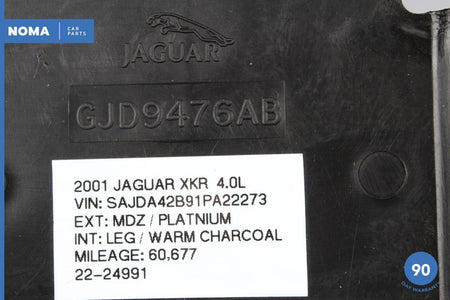 NOMA CAR PARTS
JAGUAR
GJD9476AB
2001 JAGUAR XKR 4.0L
VIN: SAJDA42B91PA22273
EXT: MDZ / PLATNIUM
INT: LEG / WARM CHARCOAL
MILEAGE: 60,677
22-24991
90
DAY WARRANTY